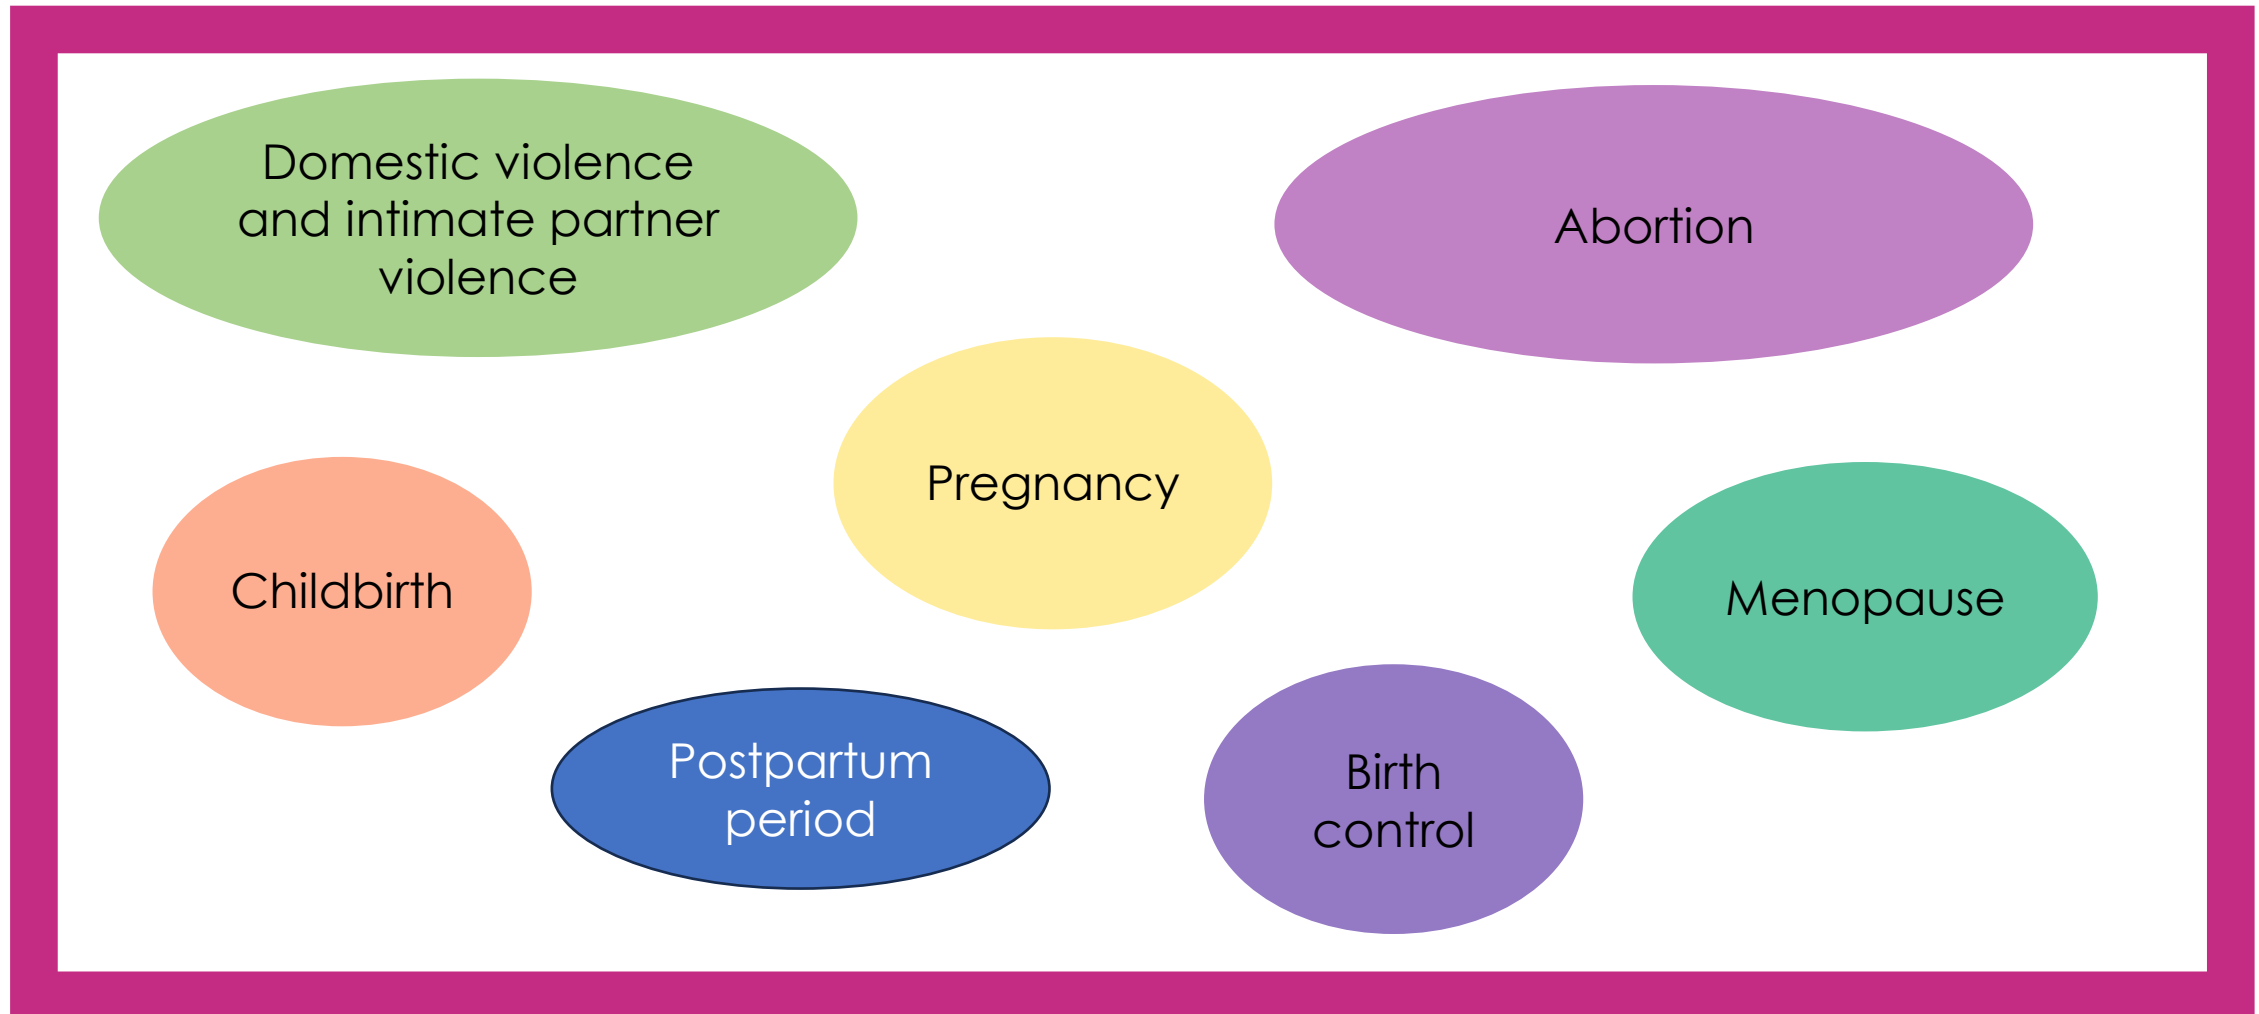 Domestic violence
and intimate partner
violence
Abortion
Pregnancy
Childbirth
Menopause
Postpartum
period
Birth
control